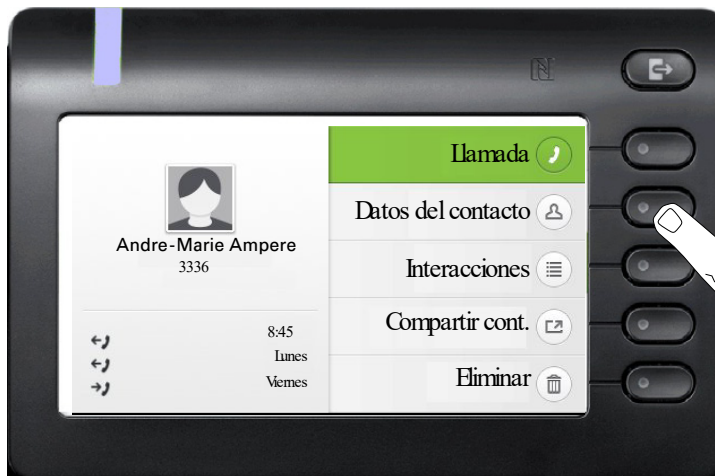 Andre-Marie Ampere
3336
8:45
Lunes
Viernes
Llamada
Datos del contacto
Interacciones
Compartir cont.
Eliminar